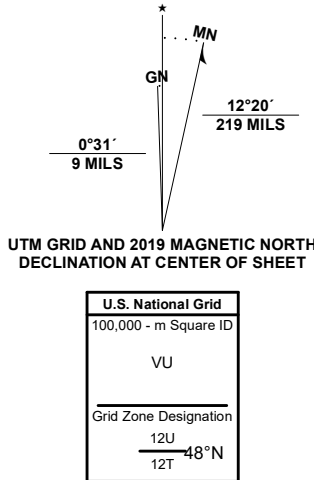 ★
MN
GN
0°31´
9 MILS
12°20´
219 MILS
UTM GRID AND 2019 MAGNETIC NORTH
DECLINATION AT CENTER OF SHEET
U.S. National Grid
100,000 - m Square ID
VU
Grid Zone Designation
12U
48°N
12T